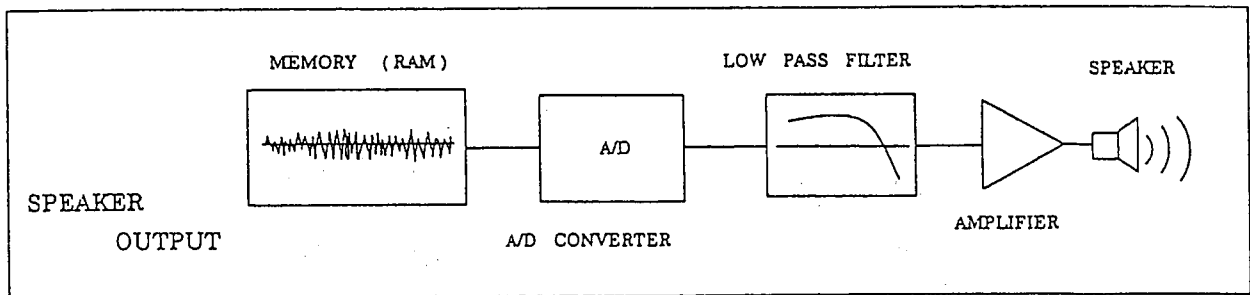 MEMORY (RAM)
LOW PASS FILTER
SPEAKER
A/D
SPEAKER
OUTPUT
A/D CONVERTER
AMPLIFIER